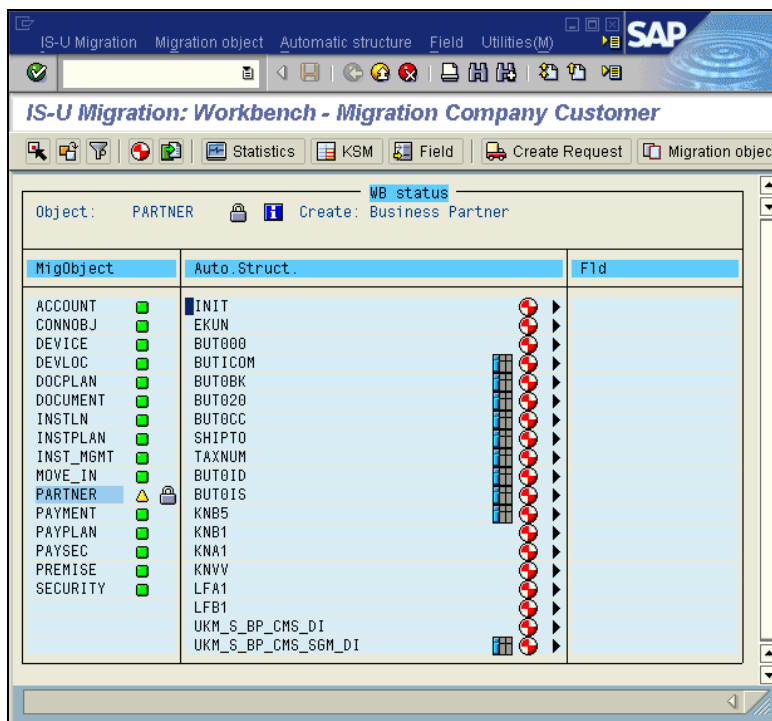 IS-U Migration Migration object Automatic structure Field Utilities(M)
SAP
IS-U Migration: Workbench - Migration Company Customer
Statistics KSM Field Create Request Migration objec
WB status
Object: PARTNER Create: Business Partner
MigObject Auto.Struct. Fld
ACCOUNT INIT
CONNOBJ EKUN
DEVICE BUT000
DEVLOC BUTICOM
DOCPLAN BUT0BK
DOCUMENT BUT020
INSTLN BUT0CC
INSTPLAN SHIPTO
INST_MGMT TAXNUM
MOVE_IN BUT0ID
PARTNER BUT0IS
PAYMENT KNB5
PAYPLAN KNB1
PAYSEC KNA1
PREMISE KNVV
SECURITY LFA1
LFB1
UKM_S_BP_CMS_DI
UKM_S_BP_CMS_SGM_DI